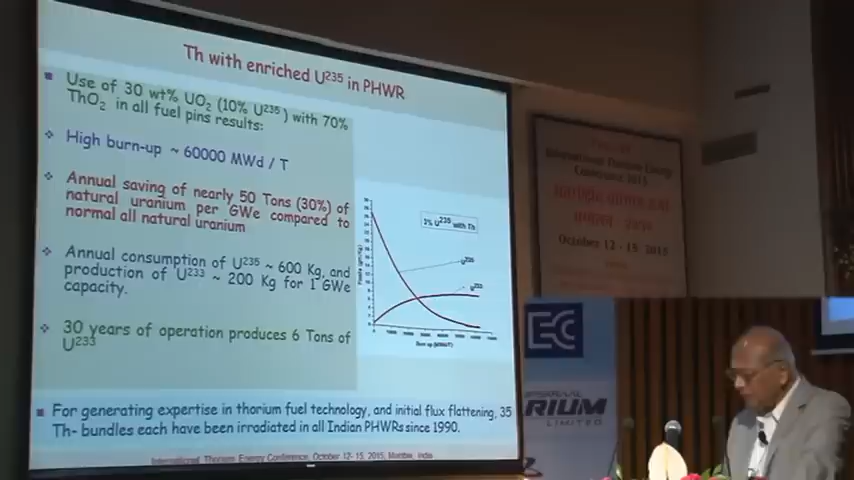 Th with enriched U235 in PHWR
Use of 30 wt% UO2 (10% U235) with 70%
ThO2 in all fuel pins results:
High burn-up ~ 60000 MWd / T
Annual saving of nearly 50 Tons (30%) of
natural uranium per GWe compared to
normal all natural uranium
Annual consumption of U235 ~ 600 Kg, and
production of U233 ~ 200 Kg for 1 GWe
capacity.
30 years of operation produces 6 Tons of
U233
3% U235 with Th
For generating expertise in thorium fuel technology, and initial flux flattening, 35
Th- bundles each have been irradiated in all Indian PHWRs since 1990.
International Thorium Energy Conference, October 12- 15, 2015, Mumbai, India
International Thorium Energy
Conference 2015
October 12 - 15, 2015
EC
RIUM
LIMITED